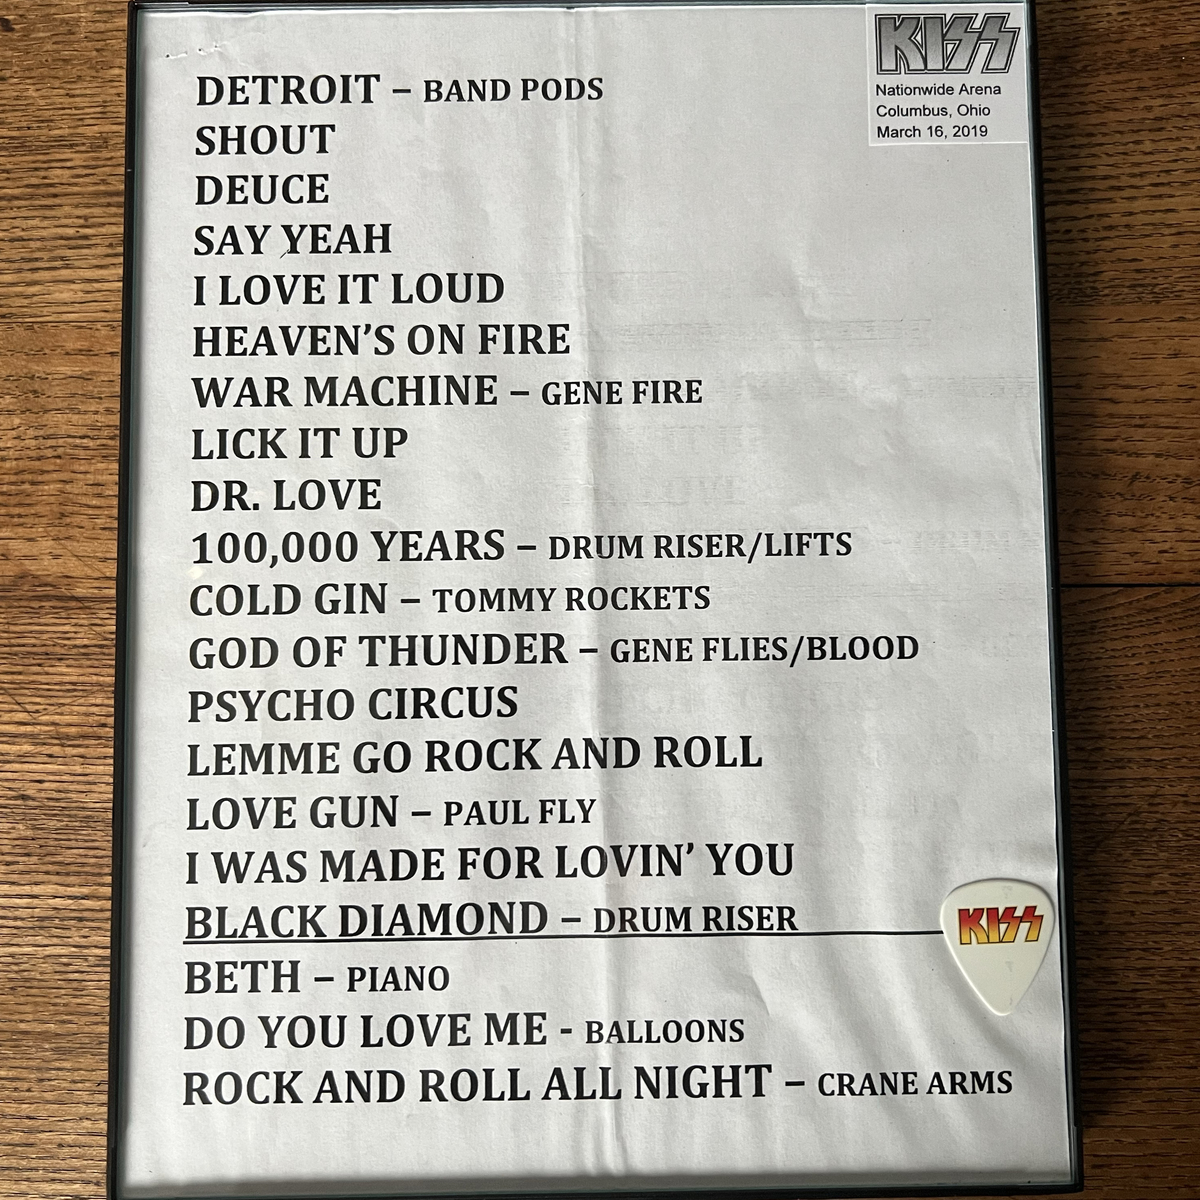 KISS
Nationwide Arena
Columbus, Ohio
March 16, 2019
DETROIT – BAND PODS
SHOUT
DEUCE
SAY YEAH
I LOVE IT LOUD
HEAVEN'S ON FIRE
WAR MACHINE – GENE FIRE
LICK IT UP
DR. LOVE
100,000 YEARS – DRUM RISER/LIFTS
COLD GIN – TOMMY ROCKETS
GOD OF THUNDER – GENE FLIES/BLOOD
PSYCHO CIRCUS
LEMME GO ROCK AND ROLL
LOVE GUN – PAUL FLY
I WAS MADE FOR LOVIN' YOU
BLACK DIAMOND – DRUM RISER
KISS
BETH – PIANO
DO YOU LOVE ME - BALLOONS
ROCK AND ROLL ALL NIGHT – CRANE ARMS